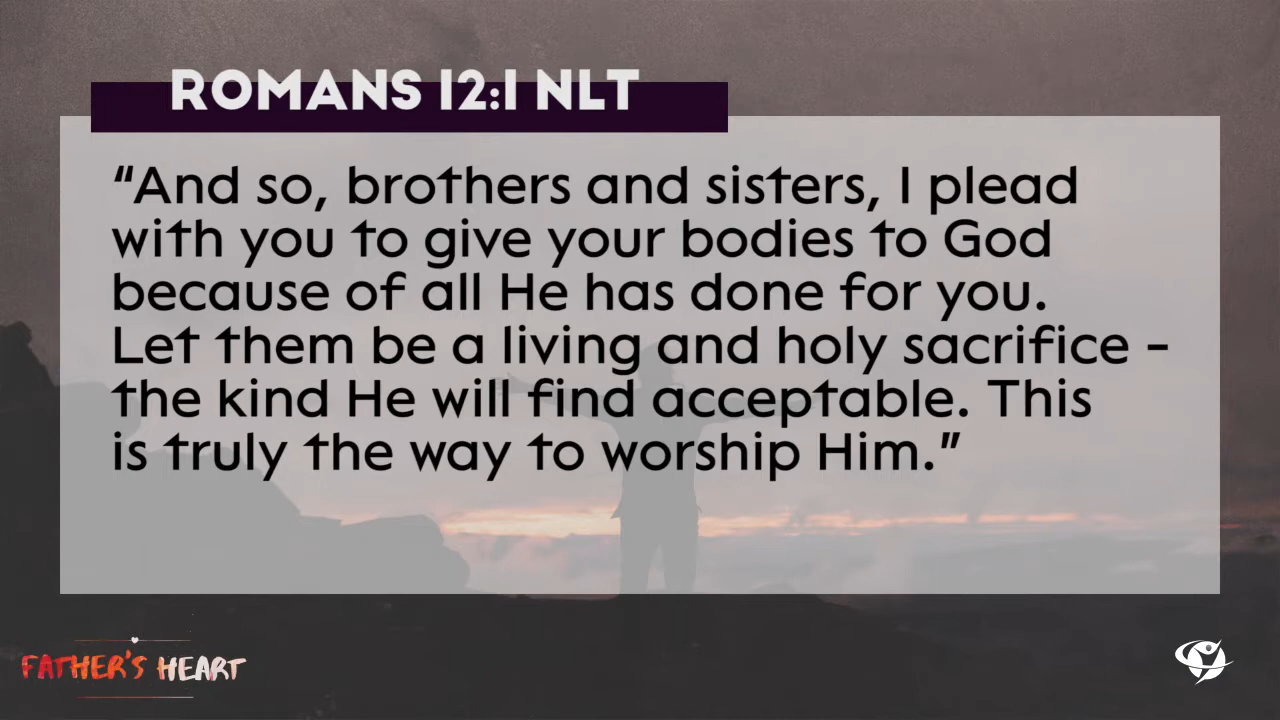 ROMANS 12:1 NLT
“And so, brothers and sisters, I plead
with you to give your bodies to God
because of all He has done for you.
Let them be a living and holy sacrifice -
the kind He will find acceptable. This
is truly the way to worship Him.”
FATHER'S HEART